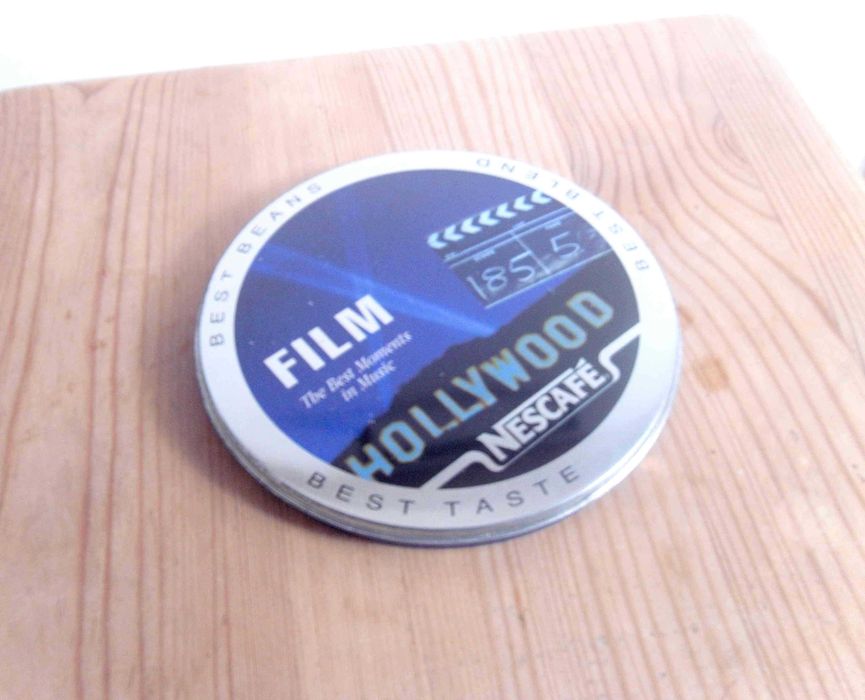 BEST BEANS
BEST BLEND
185 5
FILM
The Best Moments
in Music
HOLLYWOOD
NESCAFÉ
BEST TASTE